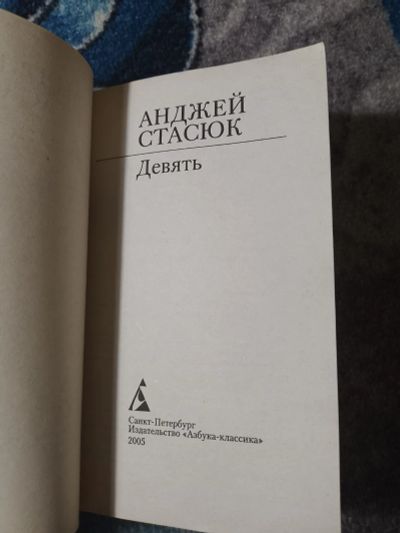 АНДЖЕЙ
СТАСЮК
Девять
Санкт-Петербург
Издательство «Азбука-классика»
2005